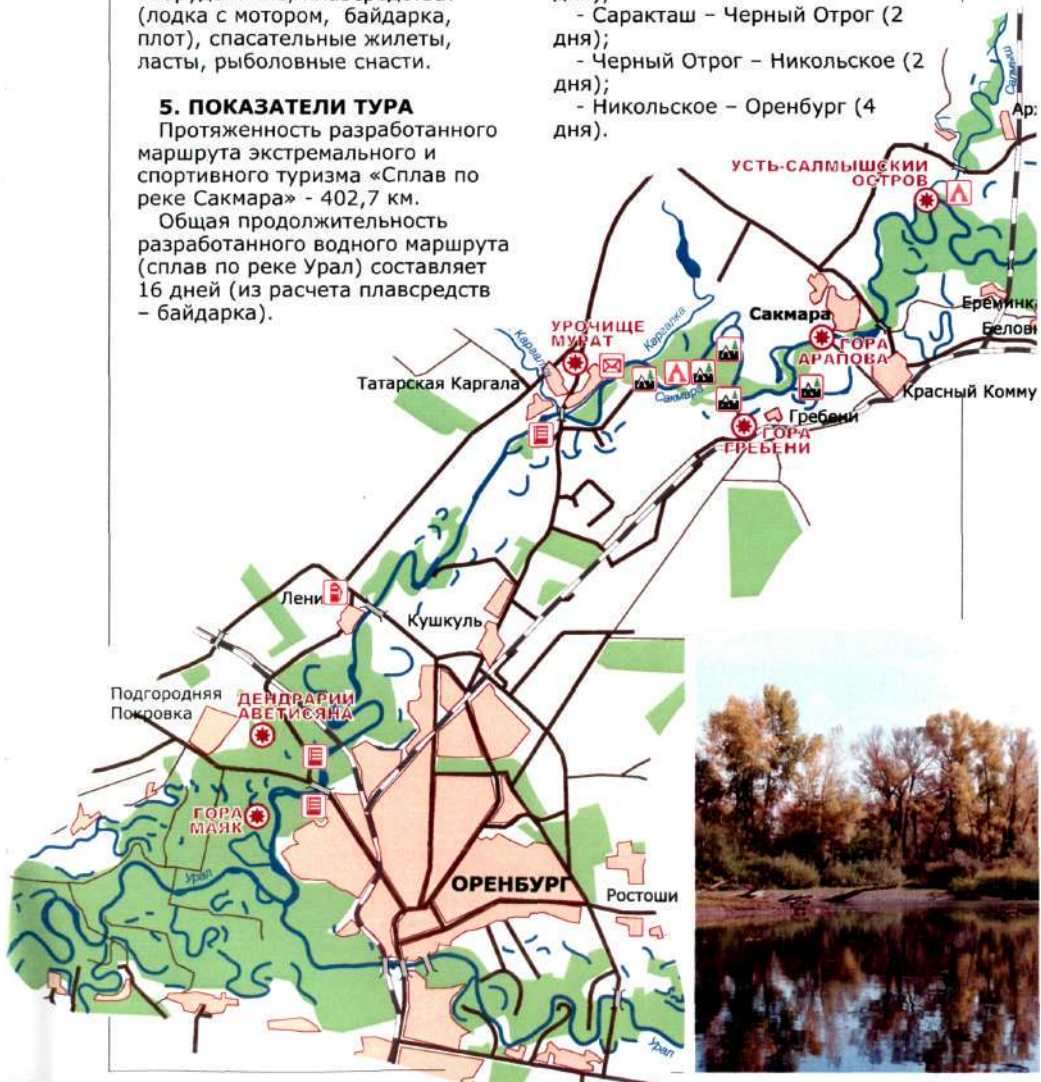 (лодка с мотором, байдарка,
плот), спасательные жилеты,
ласты, рыболовные снасти.
5. ПОКАЗАТЕЛИ ТУРА
Протяженность разработанного
маршрута экстремального и
спортивного туризма «Сплав по
реке Сакмара» - 402,7 км.
Общая продолжительность
разработанного водного маршрута
(сплав по реке Урал) составляет
16 дней (из расчета плавсредств
– байдарка).
- Саракташ – Черный Отрог (2
дня);
- Черный Отрог – Никольское (2
дня);
- Никольское – Оренбург (4
дня).
Салмыш
УСТЬ-САЛМЫШСКИЙ
ОСТРОВ
Сакмара
ГОРА
АРАПОВА
Красный Комму
Гребени
ГОРА
ГРЕБЕНИ
УРОЧИЩЕ
МУРАТ
Каргалка
Каргалка
Сакмара
Татарская Каргала
Лени
Кушкуль
Подгородняя
Покровка
ДЕНДРАРИЙ
АВЕТИСЯНА
ГОРА
МАЯК
Урал
ОРЕНБУРГ
Ростоши
Урал